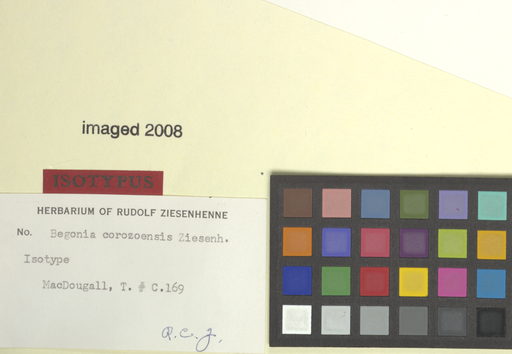 imaged 2008
ISOTYPUS
HERBARIUM OF RUDOLF ZIESENHENNE
No. Begonia corozoensis Ziesenh.
Isotype
MacDougall, T. # C.169
R.C.J.